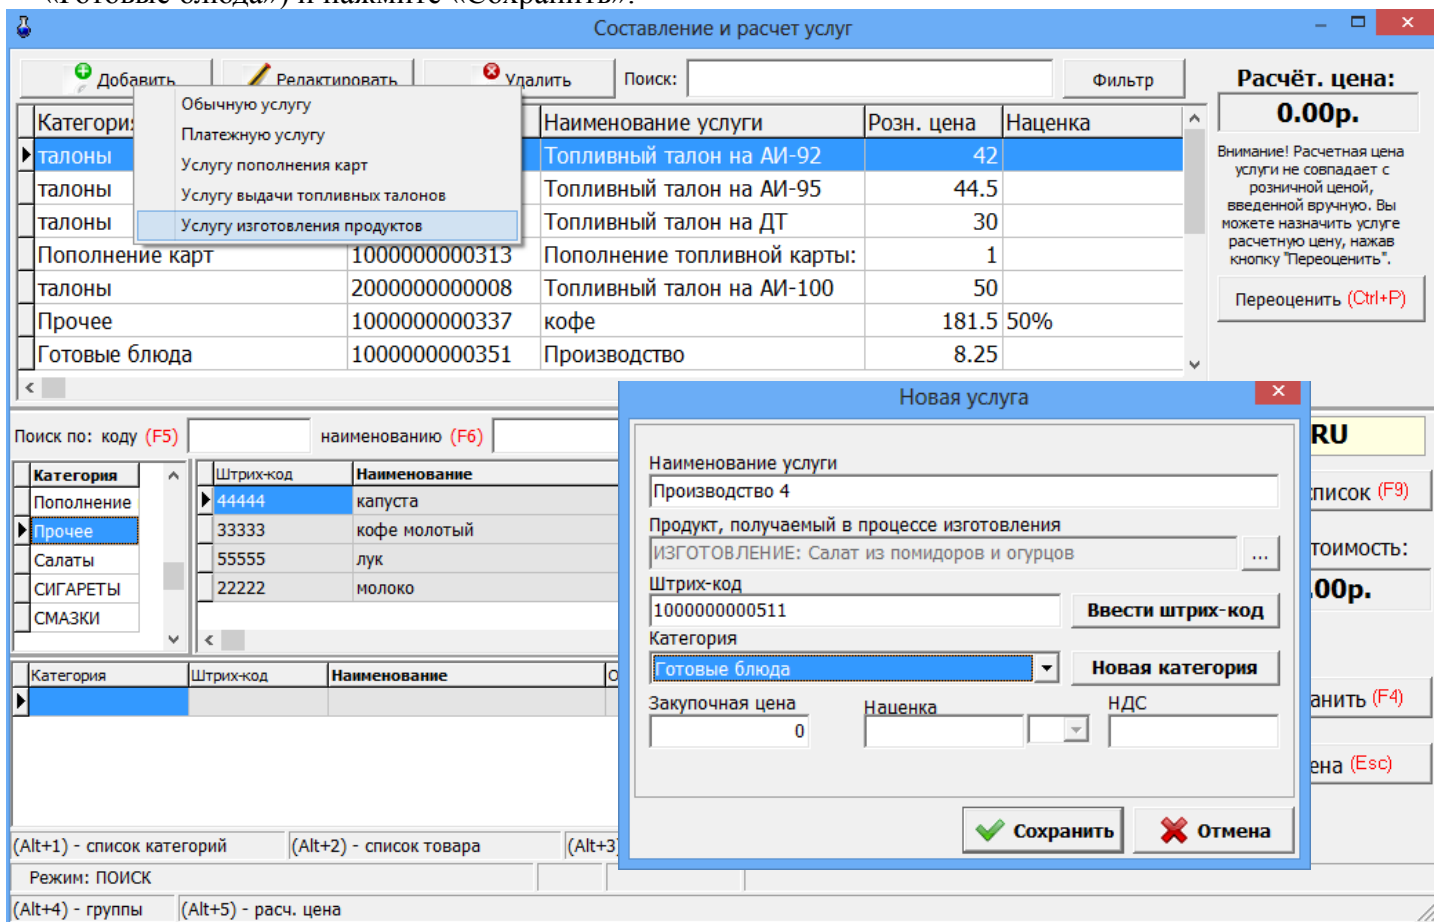 «Готовые блюда») и нажмите «Сохранить».
Составление и расчет услуг
Добавить Редактировать Удалить Поиск: Фильтр Расчёт. цена:
0.00р.
Внимание! Расчетная цена
услуги не совпадает с
розничной ценой,
введенной вручную. Вы
можете назначить услуге
расчетную цену, нажав
кнопку "Переоценить".
Переоценить (Ctrl+P)
Обычную услугу
Платежную услугу
Услугу пополнения карт
Услугу выдачи топливных талонов
Услугу изготовления продуктов
Наименование услуги Розн. цена Наценка
талоны Топливный талон на АИ-92 42
талоны Топливный талон на АИ-95 44.5
талоны Топливный талон на ДТ 30
Пополнение карт 1000000000313 Пополнение топливной карты: 1
талоны 2000000000008 Топливный талон на АИ-100 50
Прочее 1000000000337 кофе 181.5 50%
Готовые блюда 1000000000351 Производство 8.25
Поиск по: коду (F5) наименованию (F6)
Категория
Пополнение
Прочее
Салаты
СИГАРЕТЫ
СМАЗКИ
Штрих-код Наименование
44444 капуста
33333 кофе молотый
55555 лук
22222 молоко
Категория Штрих-код Наименование
Новая услуга
Наименование услуги
Производство 4
Продукт, получаемый в процессе изготовления
ИЗГОТОВЛЕНИЕ: Салат из помидоров и огурцов ...
Штрих-код
1000000000511 Ввести штрих-код
Категория
Готовые блюда Новая категория
Закупочная цена Наценка НДС
0
Сохранить Отмена
RU
(F9)
.00р.
(F4)
(Esc)
(Alt+1) - список категорий (Alt+2) - список товара (Alt+3)
Режим: ПОИСК
(Alt+4) - группы (Alt+5) - расч. цена